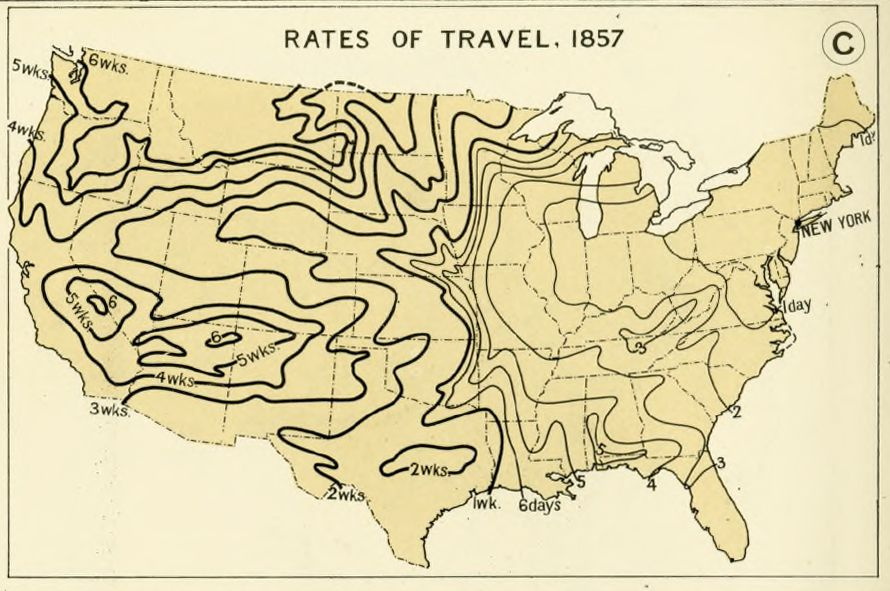 RATES OF TRAVEL, 1857
C
6wks.
5wks.
4wks.
1d?
NEW YORK
1day
5wks.
6
6
5wks.
4wks.
3wks.
3
2
3
5
4
5
6days
1wk.
2wks.
2wks.